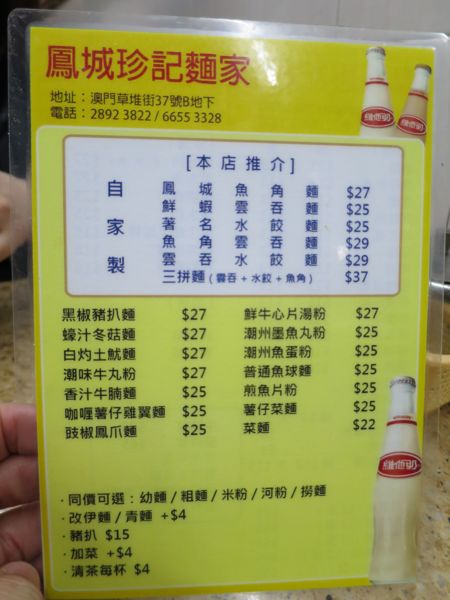 鳳城珍記麵家
地址：澳門草堆街37號B地下
電話：2892 3822 / 6655 3328
維他奶 維他奶
[本店推介]
自家製
鳳城魚角麵 $27
鮮蝦雲吞麵 $25
著名水餃麵 $25
魚角雲吞麵 $29
雲吞水餃麵 $29
三拼麵 (雲吞+水餃+魚角) $37
黑椒豬扒麵 $27 鮮牛心片湯粉 $27
蠔汁冬菇麵 $27 潮州墨魚丸粉 $25
白灼土魷麵 $27 潮州魚蛋粉 $25
潮味牛丸粉 $27 普通魚球麵 $25
香汁牛腩麵 $25 煎魚片粉 $25
咖喱薯仔雞翼麵 $25 薯仔菜麵 $25
豉椒鳳爪麵 $25 菜麵 $22
維他奶
·同價可選：幼麵 / 粗麵 / 米粉 / 河粉 / 撈麵
·改伊麵 / 青麵 +$4
·豬扒 $15
·加菜 +$4
·清茶每杯 $4